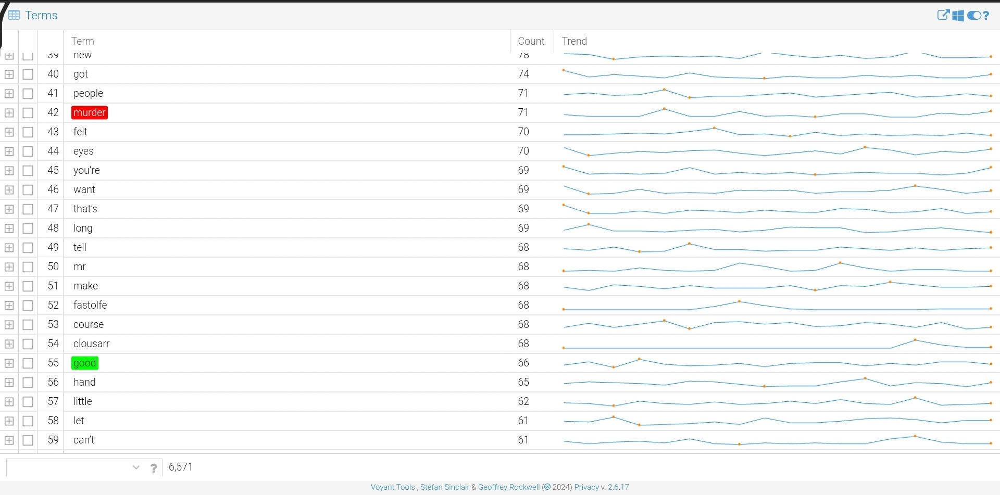 Terms
?
Term Count Trend
39 new 78
40 got 74
41 people 71
42 murder 71
43 felt 70
44 eyes 70
45 you’re 69
46 want 69
47 that’s 69
48 long 69
49 tell 68
50 mr 68
51 make 68
52 fastolfe 68
53 course 68
54 clousarr 68
55 good 66
56 hand 65
57 little 62
58 let 61
59 can’t 61
? 6,571
Voyant Tools , Stéfan Sinclair & Geoffrey Rockwell (🅭 2024) Privacy v. 2.6.17